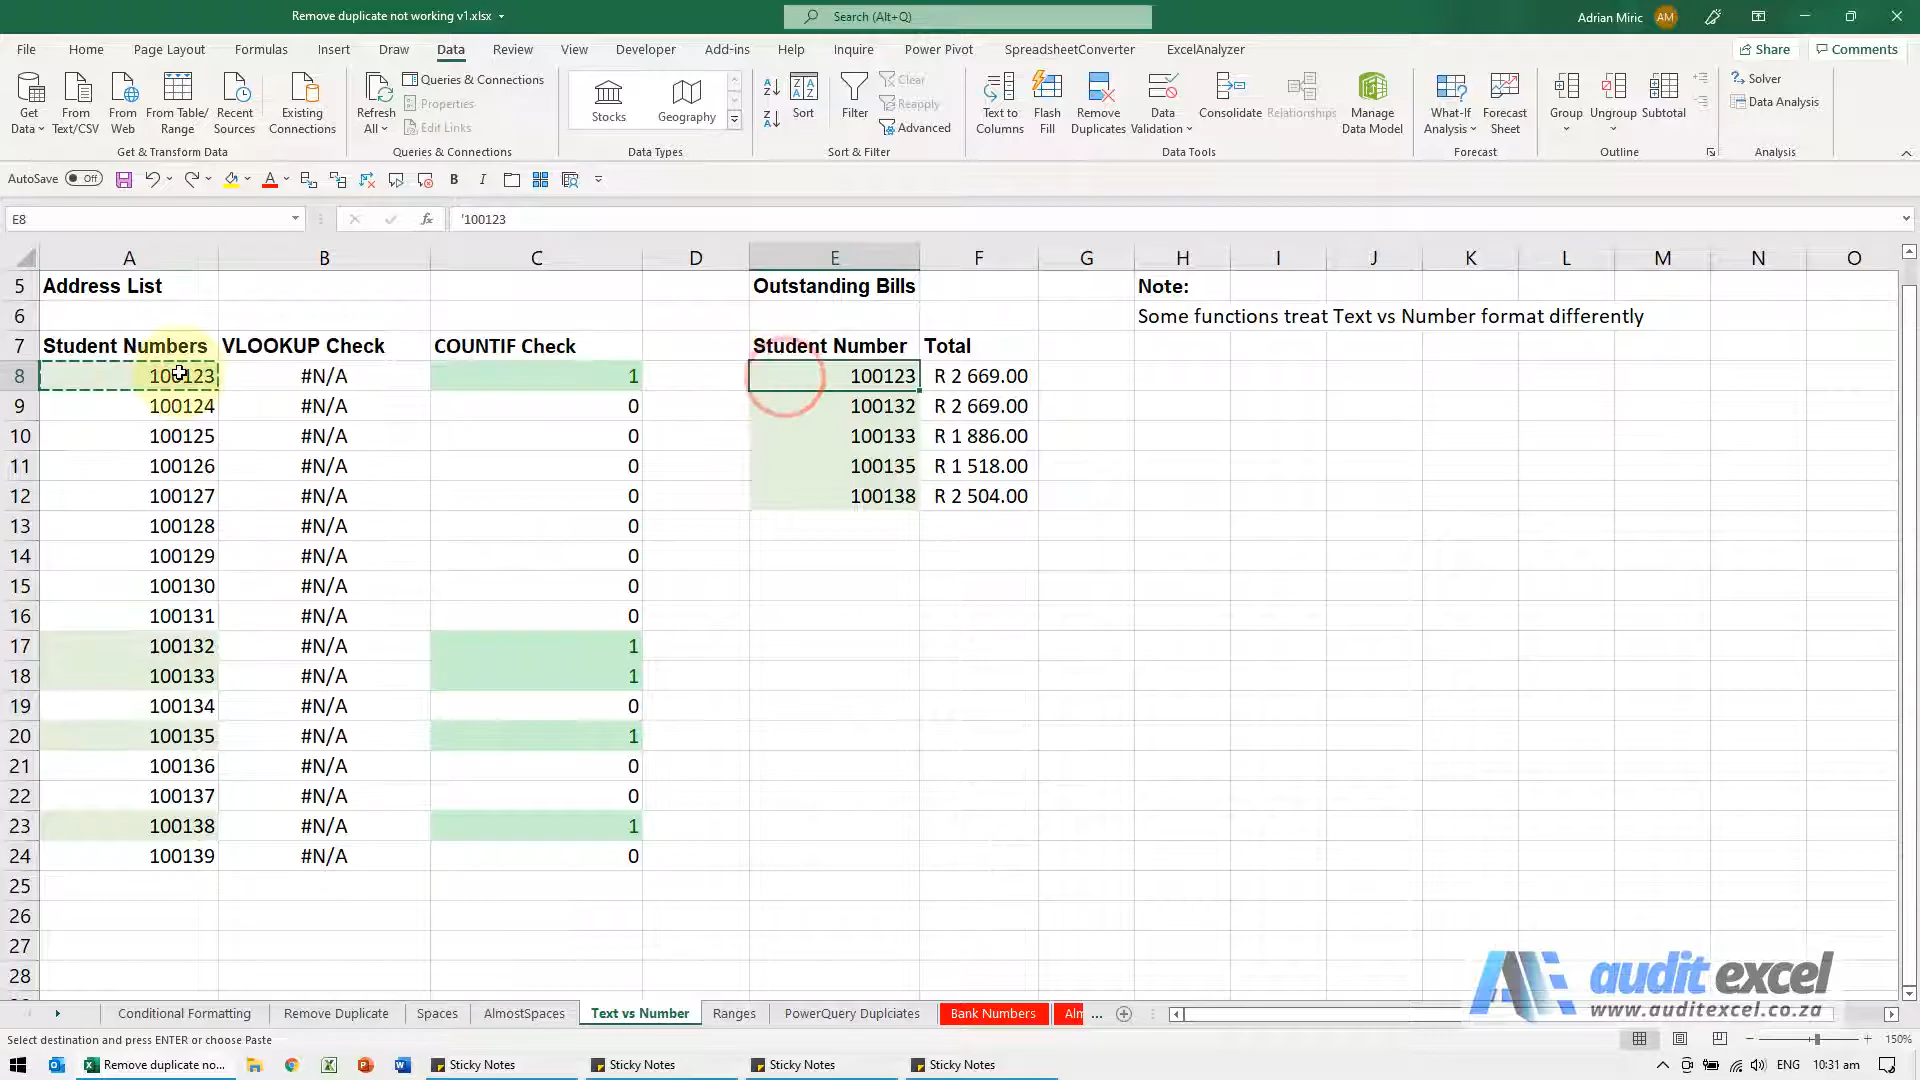 Remove duplicate not working v1.xlsx
Search (Alt+Q)
Adrian Miric
AM
File Home Page Layout Formulas Insert Draw Data Review View Developer Add-ins Help Inquire Power Pivot SpreadsheetConverter ExcelAnalyzer
Share Comments
Get Data
From Text/CSV
From Web
From Table/ Range
Recent Sources
Existing Connections
Get & Transform Data
Refresh All
Queries & Connections
Properties
Edit Links
Queries & Connections
Stocks
Geography
Data Types
Sort
Filter
Clear
Reapply
Advanced
Sort & Filter
Text to Columns
Flash Fill
Remove Duplicates
Data Validation
Consolidate
Relationships
Manage Data Model
Data Tools
What-If Analysis
Forecast Sheet
Forecast
Group
Ungroup
Subtotal
Outline
Solver
Data Analysis
Analysis
AutoSave Off
B I
E8 fx '100123
A B C D E F G H I J K L M N O
5 Address List Outstanding Bills Note:
6 Some functions treat Text vs Number format differently
7 Student Numbers VLOOKUP Check COUNTIF Check Student Number Total
8 100123 #N/A 1 100123 R 2 669.00
9 100124 #N/A 0 100132 R 2 669.00
10 100125 #N/A 0 100133 R 1 886.00
11 100126 #N/A 0 100135 R 1 518.00
12 100127 #N/A 0 100138 R 2 504.00
13 100128 #N/A 0
14 100129 #N/A 0
15 100130 #N/A 0
16 100131 #N/A 0
17 100132 #N/A 1
18 100133 #N/A 1
19 100134 #N/A 0
20 100135 #N/A 1
21 100136 #N/A 0
22 100137 #N/A 0
23 100138 #N/A 1
24 100139 #N/A 0
25
26
27
28
audit excel
www.auditexcel.co.za
Conditional Formatting Remove Duplicate Spaces AlmostSpaces Text vs Number Ranges PowerQuery Duplciates Bank Numbers Alm ...
Select destination and press ENTER or choose Paste
150%
Remove duplicate no... Sticky Notes Sticky Notes Sticky Notes Sticky Notes
ENG 10:31 am